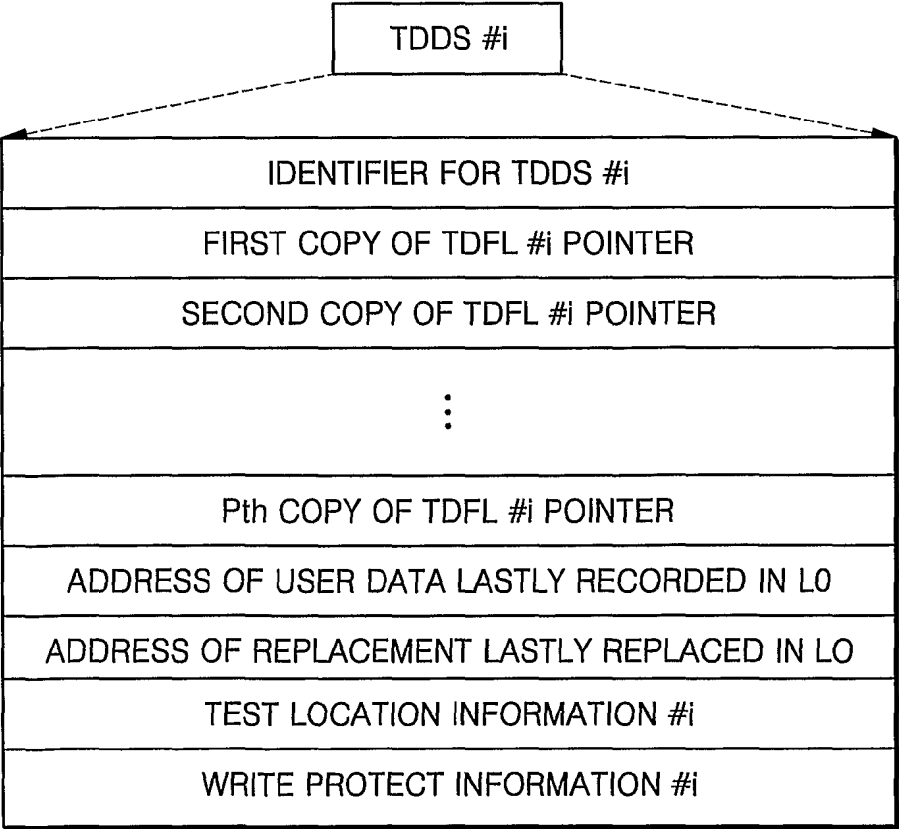 TDDS #i
IDENTIFIER FOR TDDS #i
FIRST COPY OF TDFL #i POINTER
SECOND COPY OF TDFL #i POINTER
⋮
Pth COPY OF TDFL #i POINTER
ADDRESS OF USER DATA LASTLY RECORDED IN L0
ADDRESS OF REPLACEMENT LASTLY REPLACED IN LO
TEST LOCATION INFORMATION #i
WRITE PROTECT INFORMATION #i